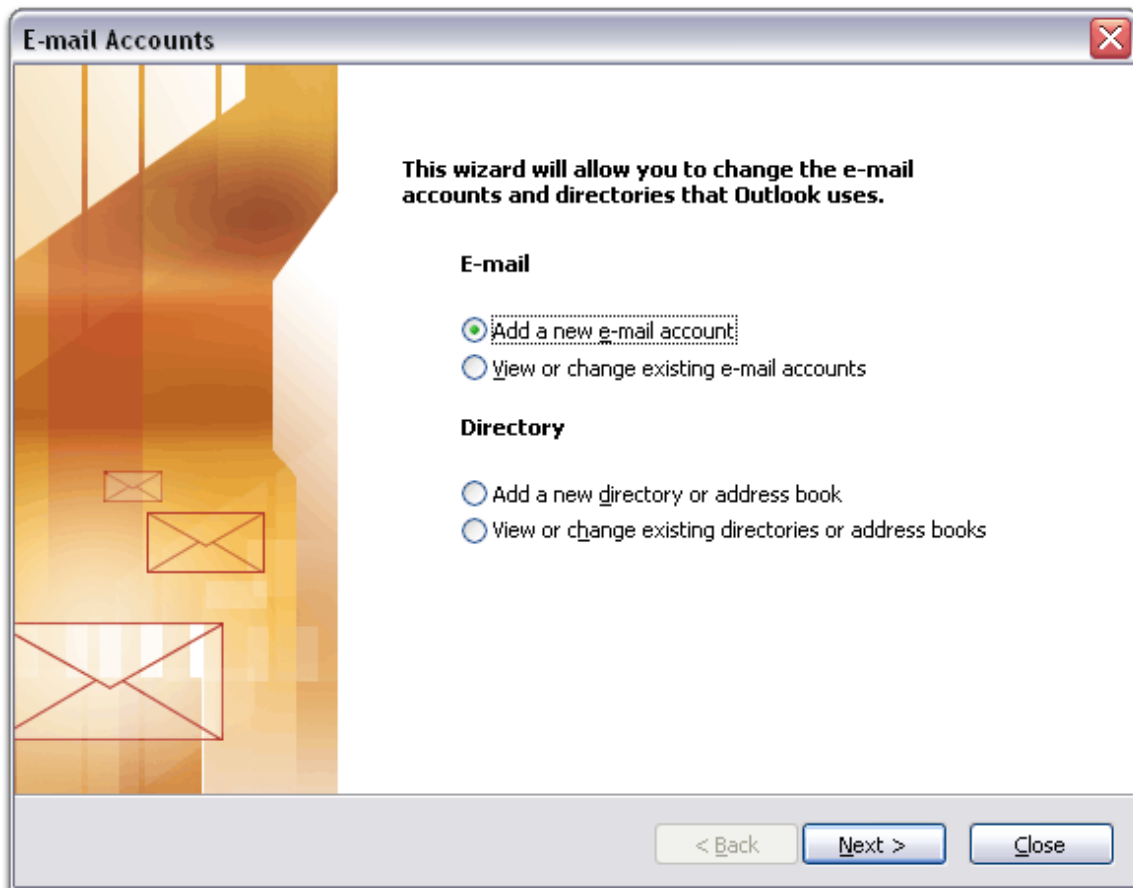 E-mail Accounts
This wizard will allow you to change the e-mail
accounts and directories that Outlook uses.
E-mail
Add a new e-mail account
View or change existing e-mail accounts
Directory
Add a new directory or address book
View or change existing directories or address books
< Back
Next >
Close